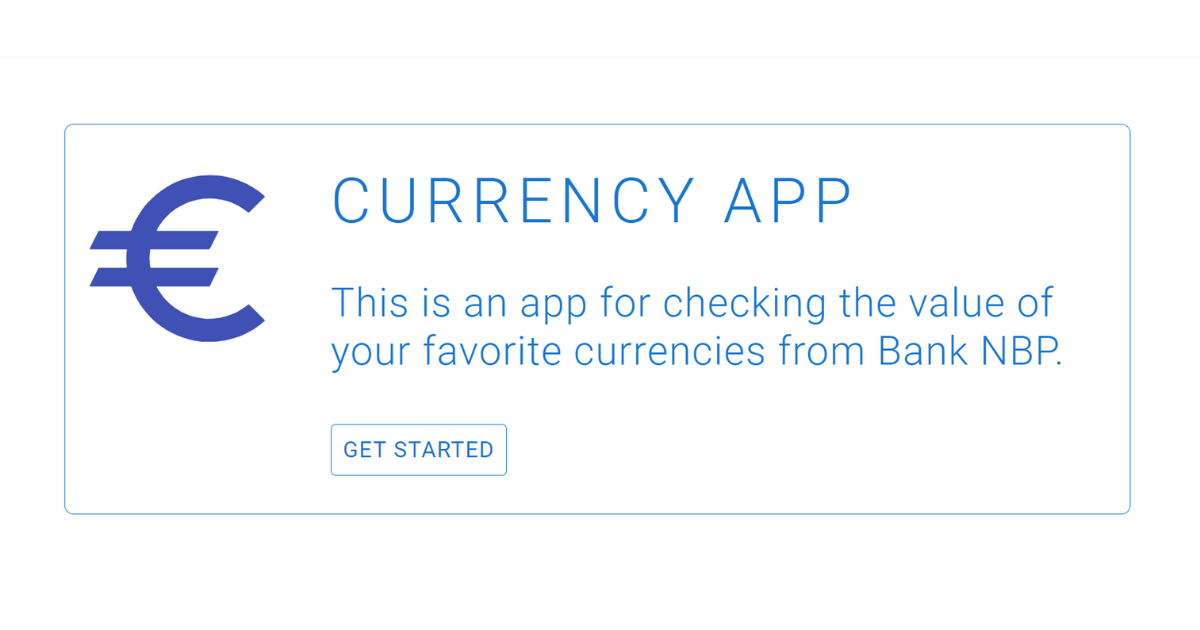 CURRENCY APP
This is an app for checking the value of
your favorite currencies from Bank NBP.
GET STARTED